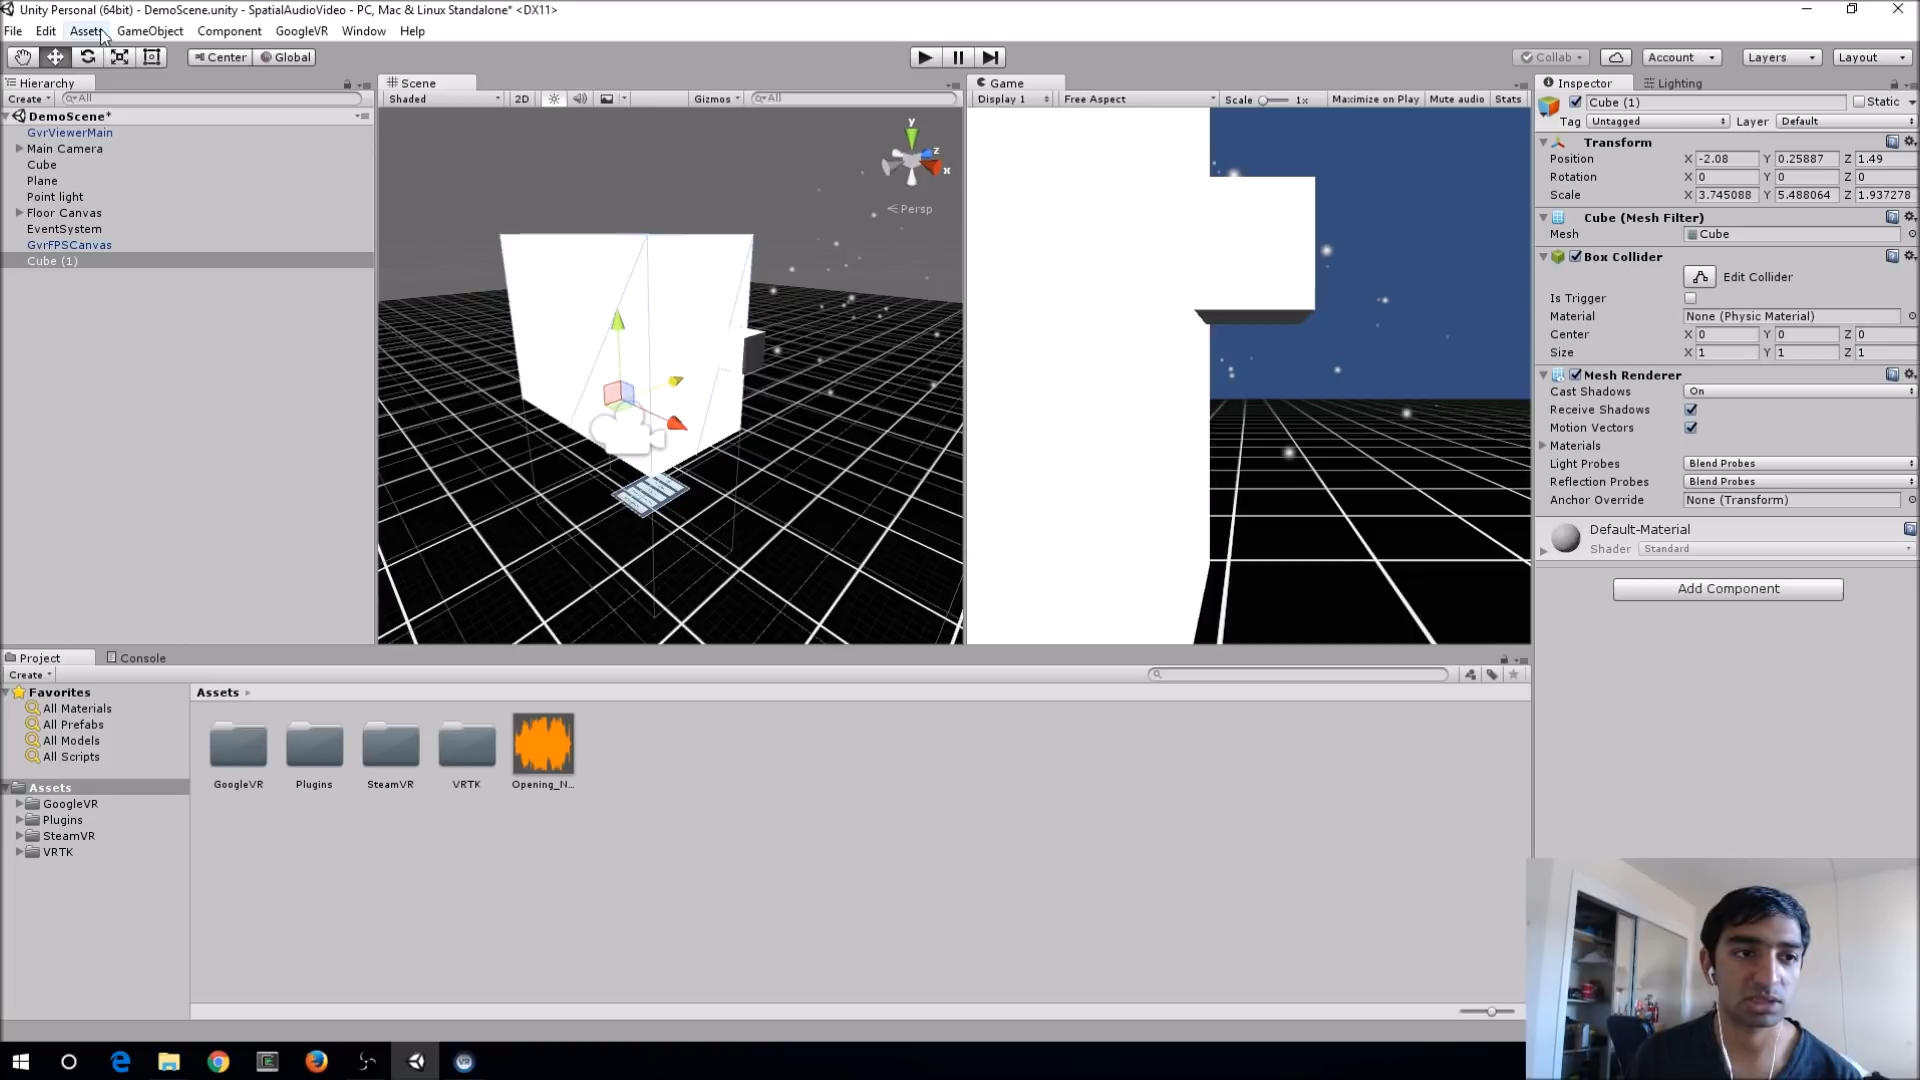 Unity Personal (64bit) - DemoScene.unity - SpatialAudioVideo - PC, Mac & Linux Standalone* <DX11>
File Edit Assets GameObject Component GoogleVR Window Help
Center Global Collab Account Layers Layout
Hierarchy
Create All
DemoScene*
GvrViewerMain
Main Camera
Cube
Plane
Point light
Floor Canvas
EventSystem
GvrFPSCanvas
Cube (1)
Scene
Shaded 2D Gizmos All
y
z
x
Persp
Game
Display 1 Free Aspect Scale 1x Maximize on Play Mute audio Stats
Inspector Lighting
Cube (1) Static
Tag Untagged Layer Default
Transform
Position X -2.08 Y 0.25887 Z 1.49
Rotation X 0 Y 0 Z 0
Scale X 3.745088 Y 5.488064 Z 1.937278
Cube (Mesh Filter)
Mesh Cube
Box Collider
Edit Collider
Is Trigger
Material None (Physic Material)
Center X 0 Y 0 Z 0
Size X 1 Y 1 Z 1
Mesh Renderer
Cast Shadows On
Receive Shadows
Motion Vectors
Materials
Light Probes Blend Probes
Reflection Probes Blend Probes
Anchor Override None (Transform)
Default-Material
Shader Standard
Add Component
Project Console
Create
Favorites
All Materials
All Prefabs
All Models
All Scripts
Assets
GoogleVR
Plugins
SteamVR
VRTK
Assets
GoogleVR Plugins SteamVR VRTK Opening_N...